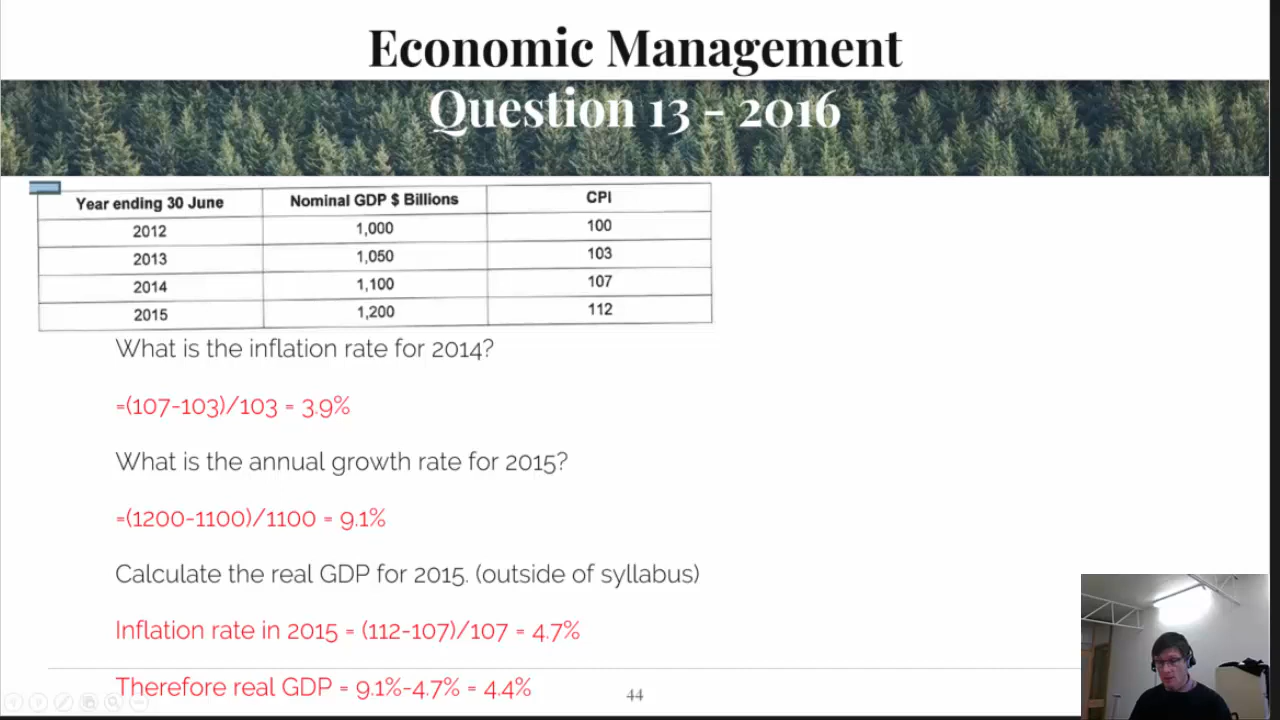 Economic Management
Question 13 - 2016
Year ending 30 June Nominal GDP $ Billions CPI
2012 1,000 100
2013 1,050 103
2014 1,100 107
2015 1,200 112
What is the inflation rate for 2014?
=(107-103)/103 = 3.9%
What is the annual growth rate for 2015?
=(1200-1100)/1100 = 9.1%
Calculate the real GDP for 2015. (outside of syllabus)
Inflation rate in 2015 = (112-107)/107 = 4.7%
Therefore real GDP = 9.1%-4.7% = 4.4%
44